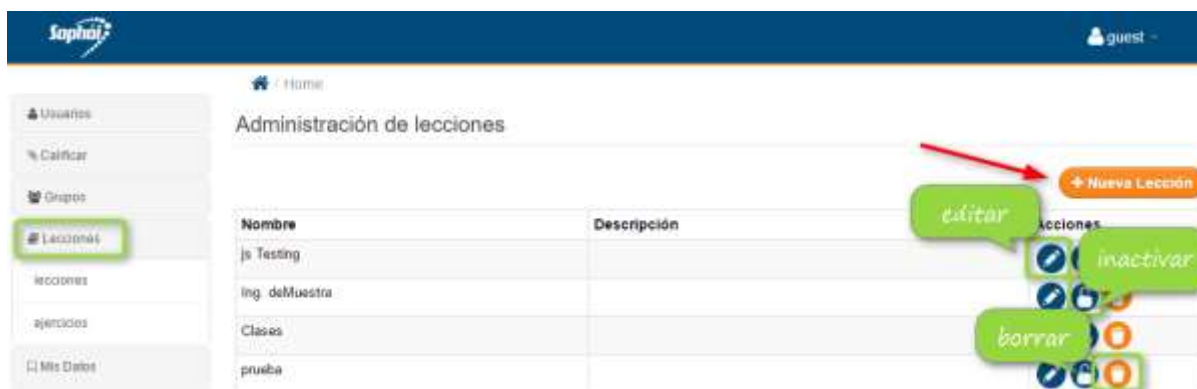 Saphái
guest
/ Home
Usuarios
Administración de lecciones
Calificar
+ Nueva Lección
Grupos
editar
Nombre Descripción Acciones
Lecciones
js Testing
inactivar
lecciones
Ing. deMuestra
ejercicios
Clases
borrar
Mis Datos
prueba